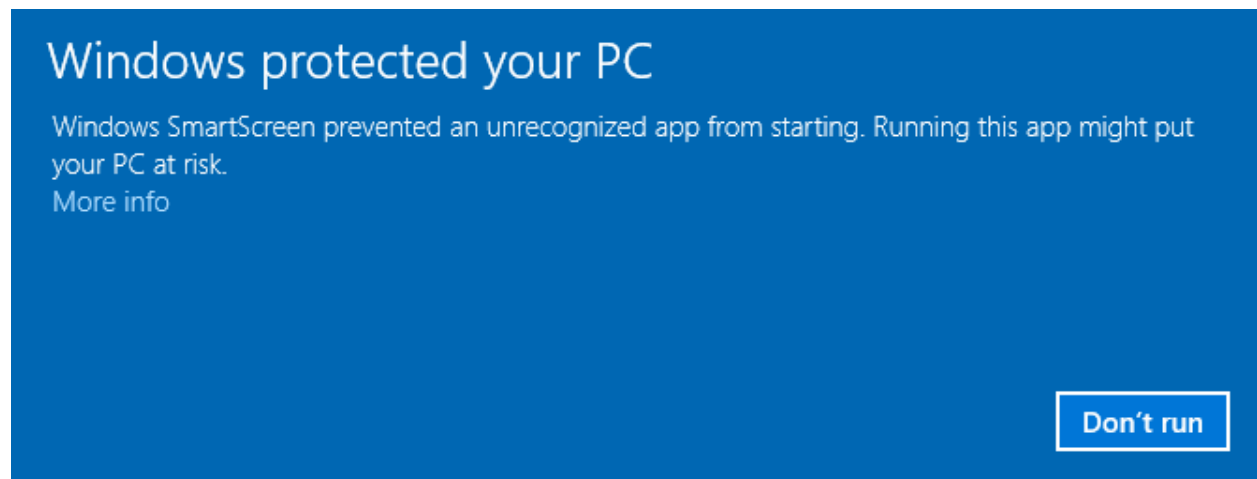 Windows protected your PC
Windows SmartScreen prevented an unrecognized app from starting. Running this app might put
your PC at risk.
More info
Don't run